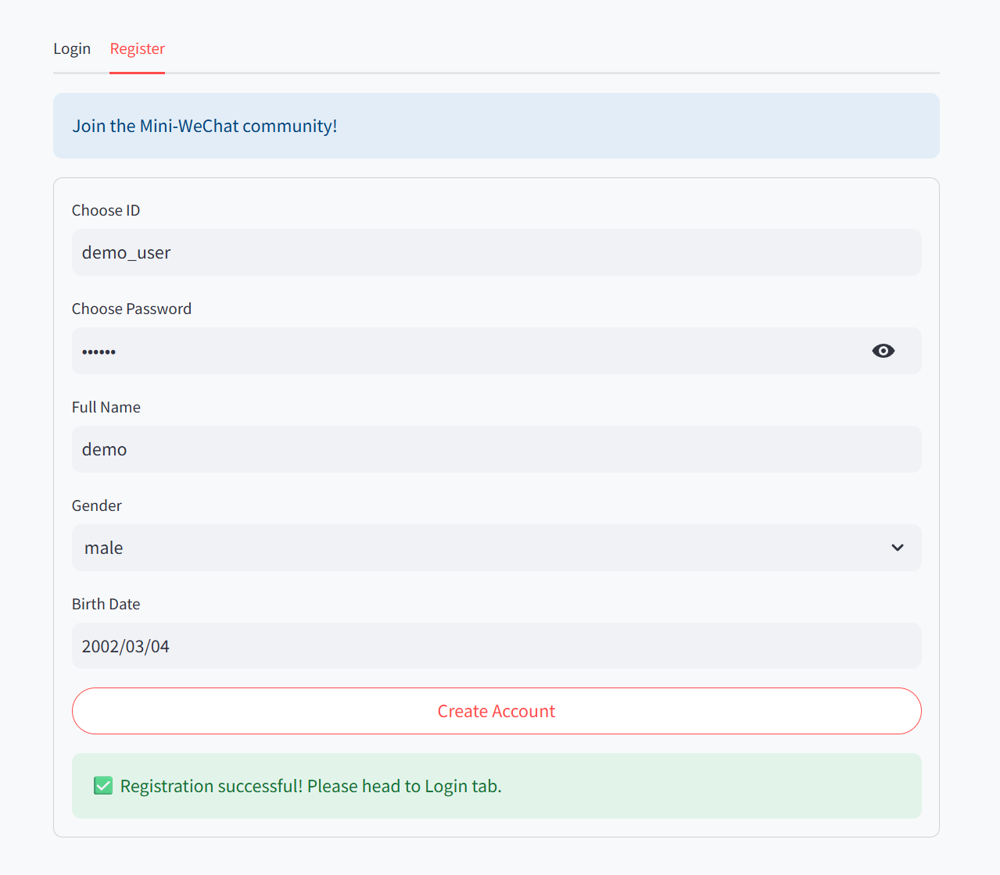 Login Register
Join the Mini-WeChat community!
Choose ID
demo_user
Choose Password
••••••
Full Name
demo
Gender
male
Birth Date
2002/03/04
Create Account
✅ Registration successful! Please head to Login tab.